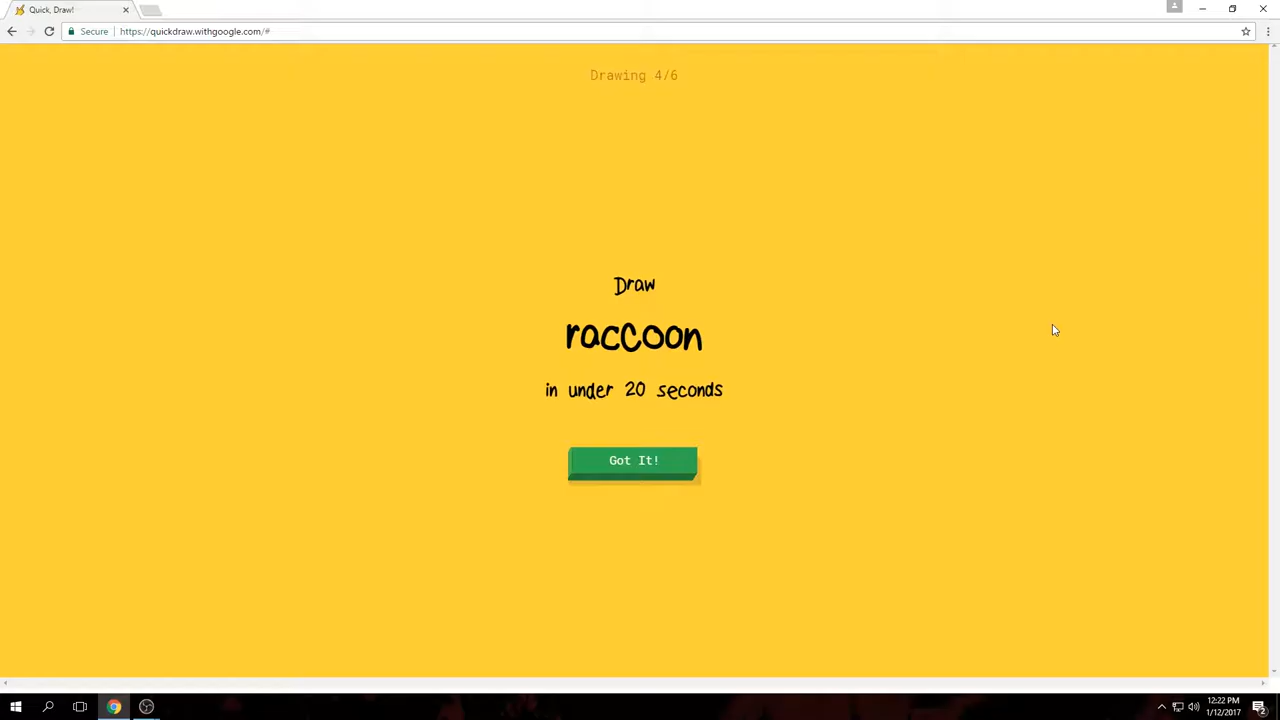 Quick, Draw!
Secure
https://quickdraw.withgoogle.com/#
Drawing 4/6
Draw
raccoon
in under 20 seconds
Got It!
12:22 PM
1/12/2017
2